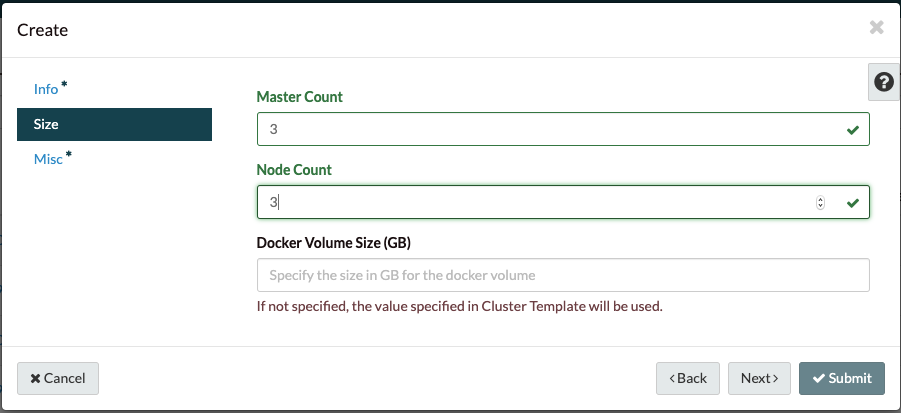 Create
Info *
Size
Misc *
Master Count
3
Node Count
3
Docker Volume Size (GB)
Specify the size in GB for the docker volume
If not specified, the value specified in Cluster Template will be used.
Cancel
Back
Next
Submit